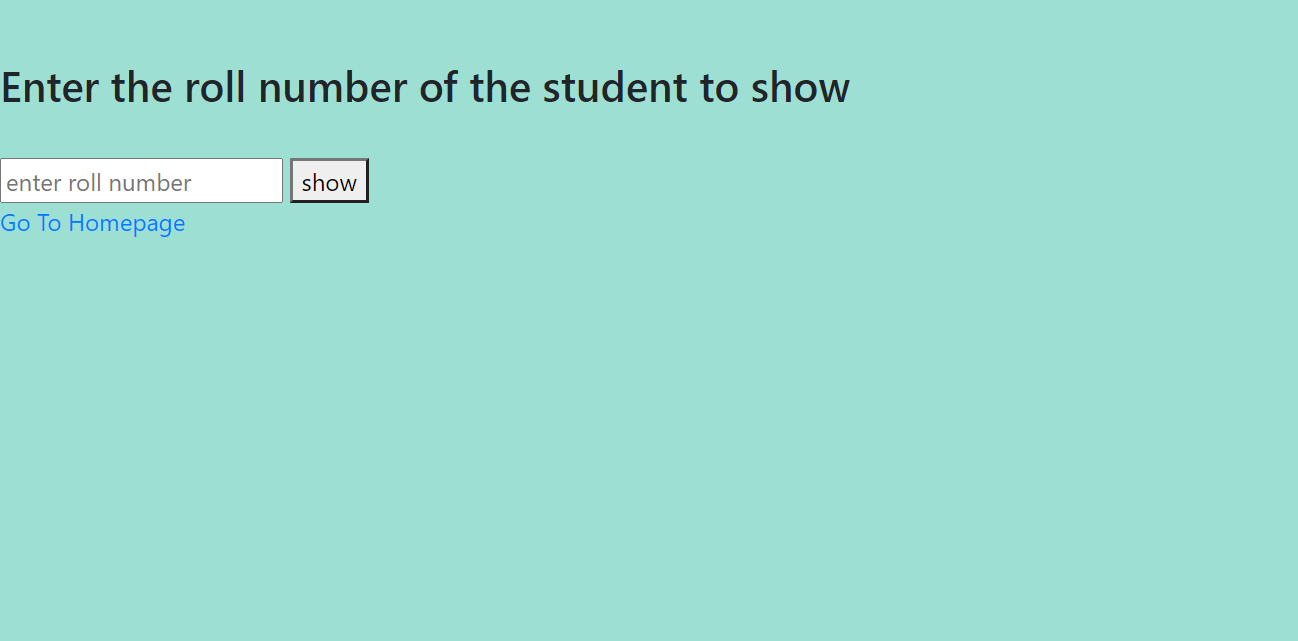 Enter the roll number of the student to show
enter roll number
show
Go To Homepage